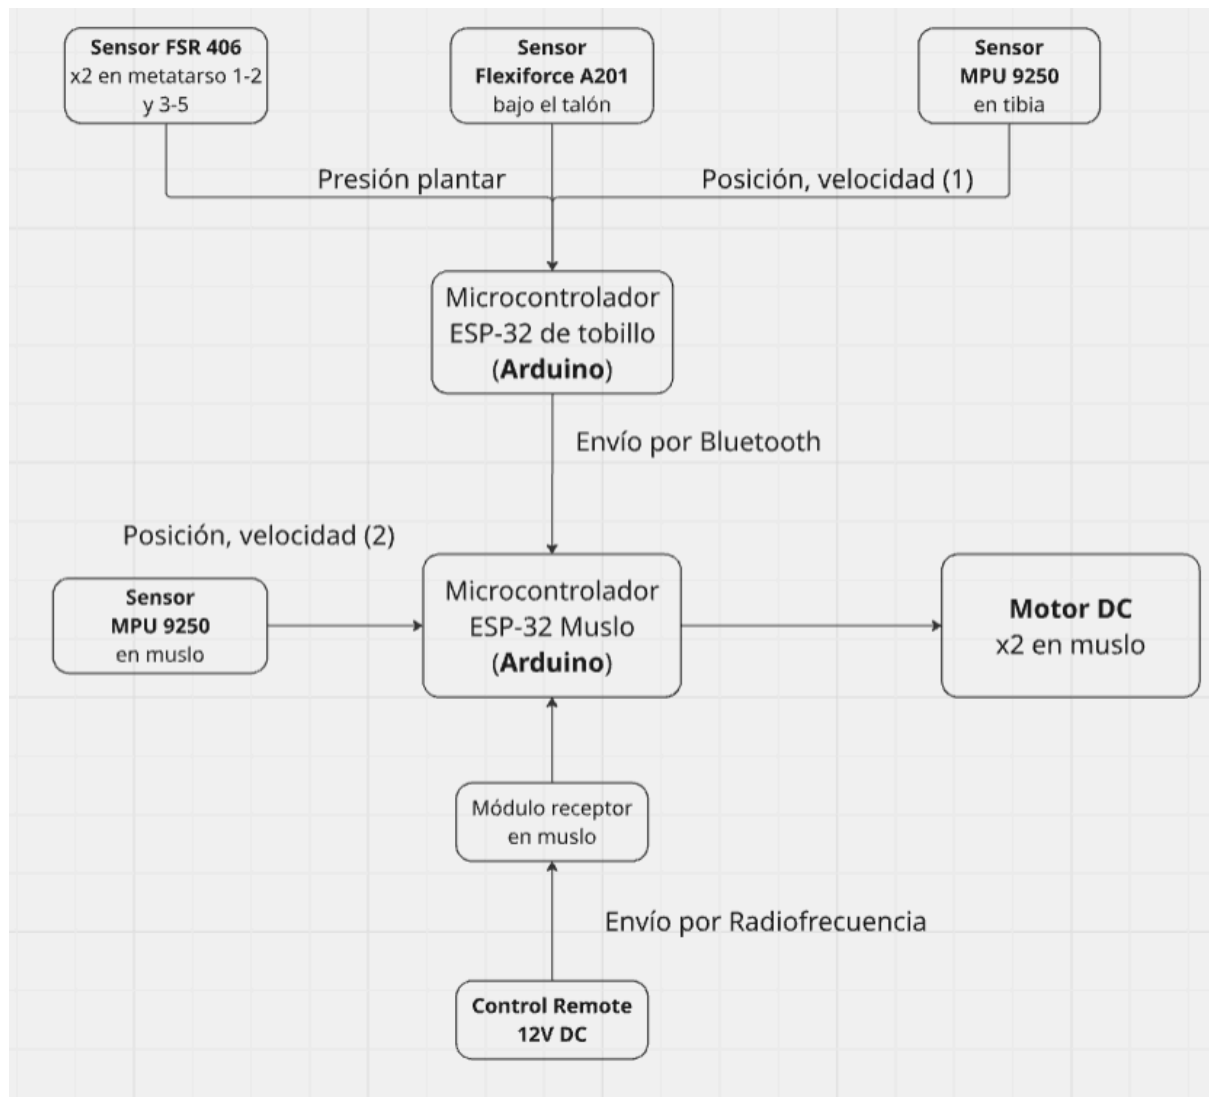 Sensor FSR 406
x2 en metatarso 1-2
y 3-5
Sensor
Flexiforce A201
bajo el talón
Sensor
MPU 9250
en tibia
Presión plantar
Posición, velocidad (1)
Microcontrolador
ESP-32 de tobillo
(Arduino)
Envío por Bluetooth
Posición, velocidad (2)
Sensor
MPU 9250
en muslo
Microcontrolador
ESP-32 Muslo
(Arduino)
Motor DC
x2 en muslo
Módulo receptor
en muslo
Envío por Radiofrecuencia
Control Remote
12V DC